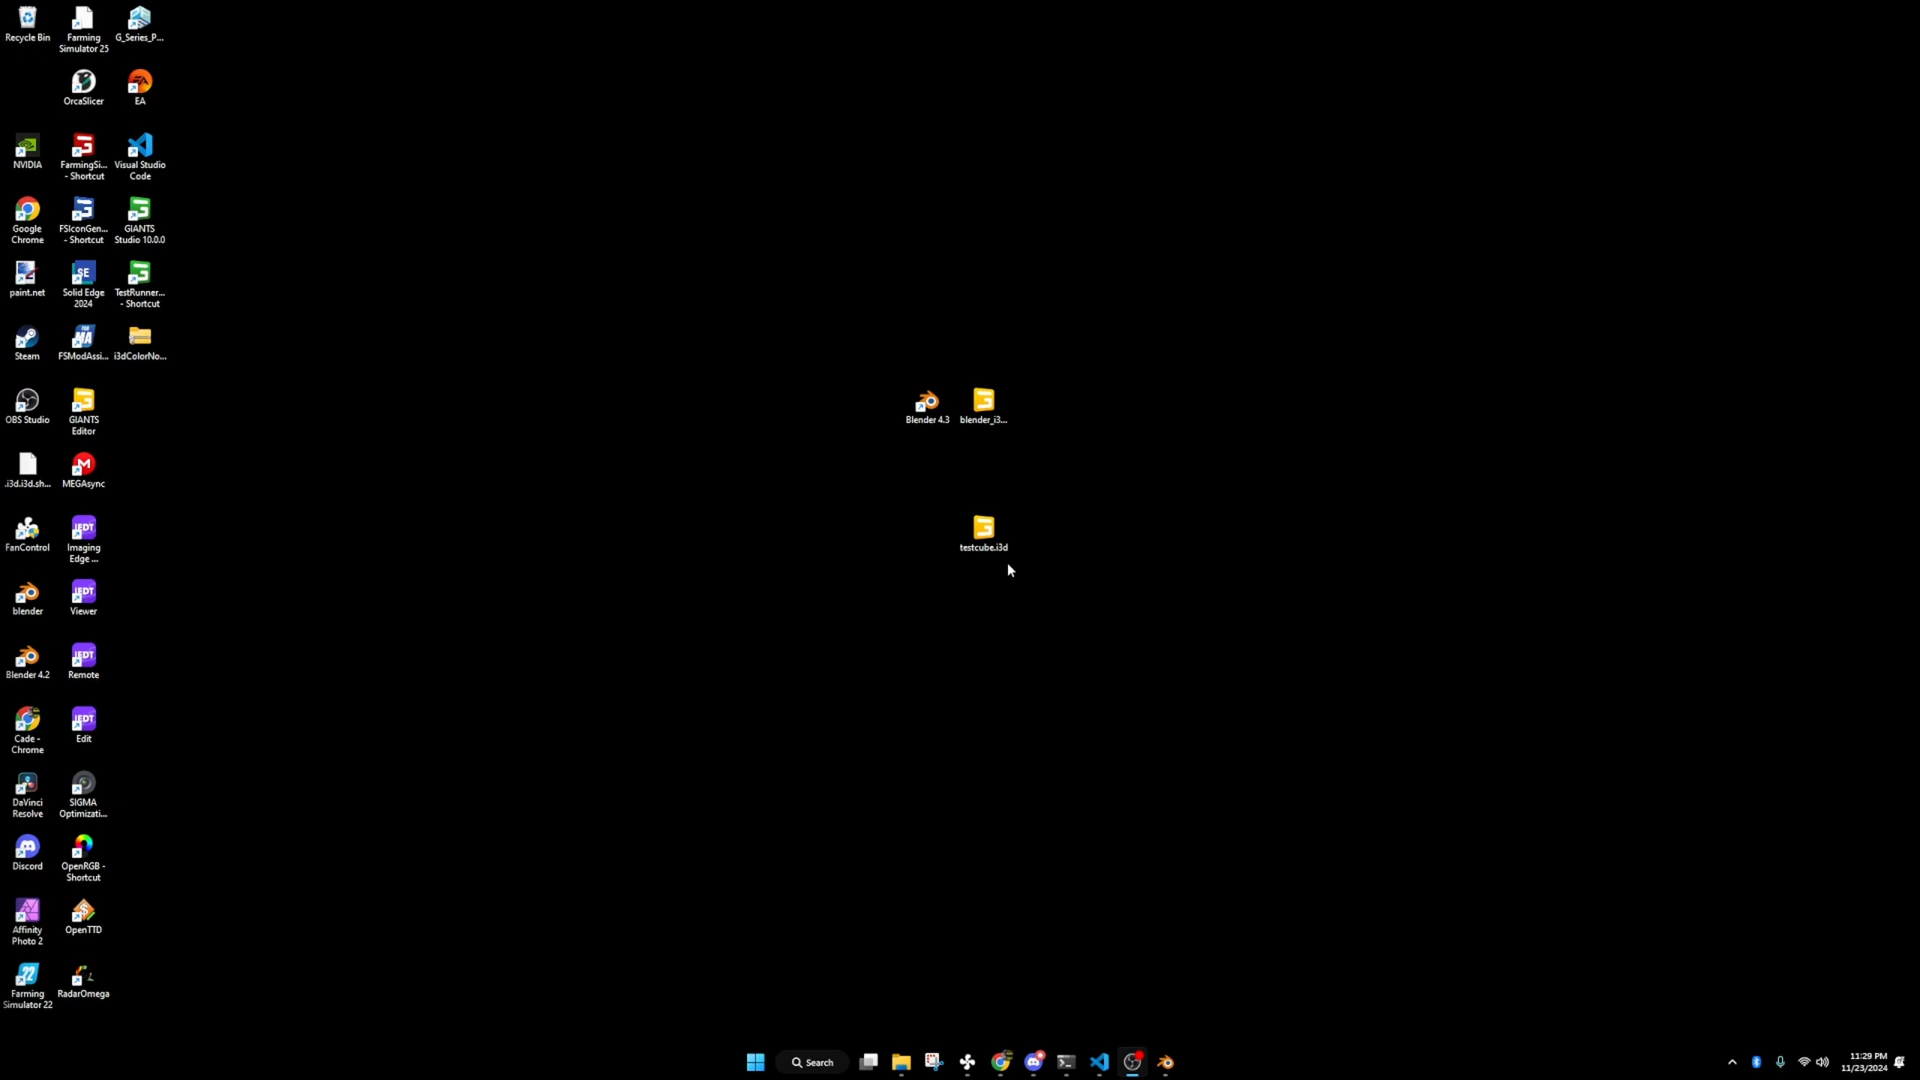 Recycle Bin
Farming
Simulator 25
G_Series_P...
OrcaSlicer
EA
NVIDIA
FarmingSi...
- Shortcut
Visual Studio
Code
Google
Chrome
FSIconGen...
- Shortcut
GIANTS
Studio 10.0.0
paint.net
Solid Edge
2024
TestRunner...
- Shortcut
Steam
FSModAssi...
i3dColorNo...
OBS Studio
GIANTS
Editor
Blender 4.3
blender_i3...
.i3d.i3d.sh...
MEGAsync
FanControl
Imaging
Edge ...
testcube.i3d
blender
Viewer
Blender 4.2
Remote
Cade -
Chrome
Edit
DaVinci
Resolve
SIGMA
Optimizati...
Discord
OpenRGB -
Shortcut
Affinity
Photo 2
OpenTTD
Farming
Simulator 22
RadarOmega
Search
11:29 PM
11/23/2024